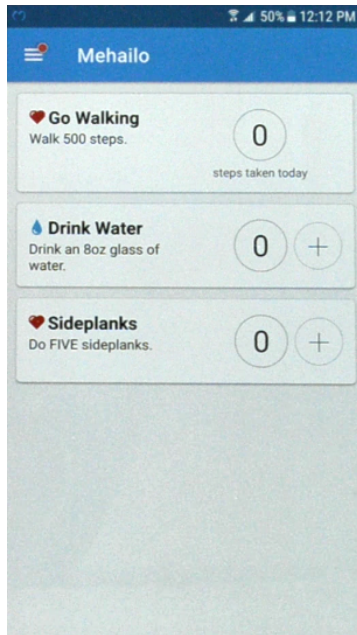 50% 12:12 PM
Mehailo
Go Walking
Walk 500 steps.
0
steps taken today
Drink Water
Drink an 8oz glass of
water.
0 +
Sideplanks
Do FIVE sideplanks.
0 +